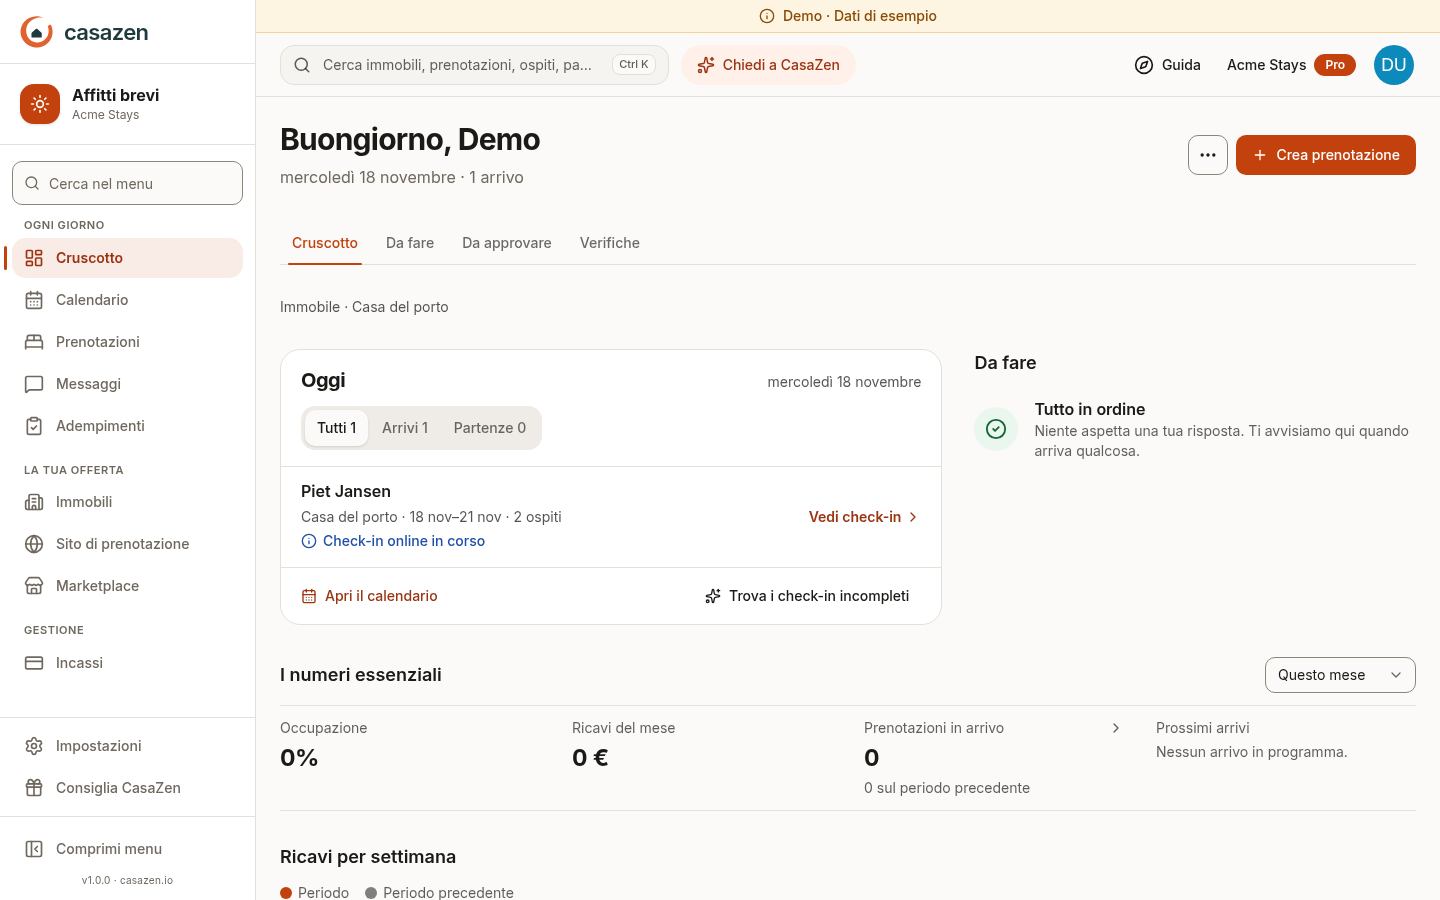 casazen
Affitti brevi
Acme Stays
Cerca nel menu
OGNI GIORNO
Cruscotto
Calendario
Prenotazioni
Messaggi
Adempimenti
LA TUA OFFERTA
Immobili
Sito di prenotazione
Marketplace
GESTIONE
Incassi
Impostazioni
Consiglia CasaZen
Comprimi menu
v1.0.0 · casazen.io
Demo · Dati di esempio
Cerca immobili, prenotazioni, ospiti, pa...
Ctrl K
Chiedi a CasaZen
Guida
Acme Stays
Pro
DU
Buongiorno, Demo
mercoledì 18 novembre · 1 arrivo
Crea prenotazione
Cruscotto
Da fare
Da approvare
Verifiche
Immobile · Casa del porto
Oggi
mercoledì 18 novembre
Tutti 1
Arrivi 1
Partenze 0
Piet Jansen
Casa del porto · 18 nov–21 nov · 2 ospiti
Check-in online in corso
Vedi check-in
Apri il calendario
Trova i check-in incompleti
Da fare
Tutto in ordine
Niente aspetta una tua risposta. Ti avvisiamo qui quando
arriva qualcosa.
I numeri essenziali
Questo mese
Occupazione
0%
Ricavi del mese
0 €
Prenotazioni in arrivo
0
0 sul periodo precedente
Prossimi arrivi
Nessun arrivo in programma.
Ricavi per settimana
Periodo
Periodo precedente